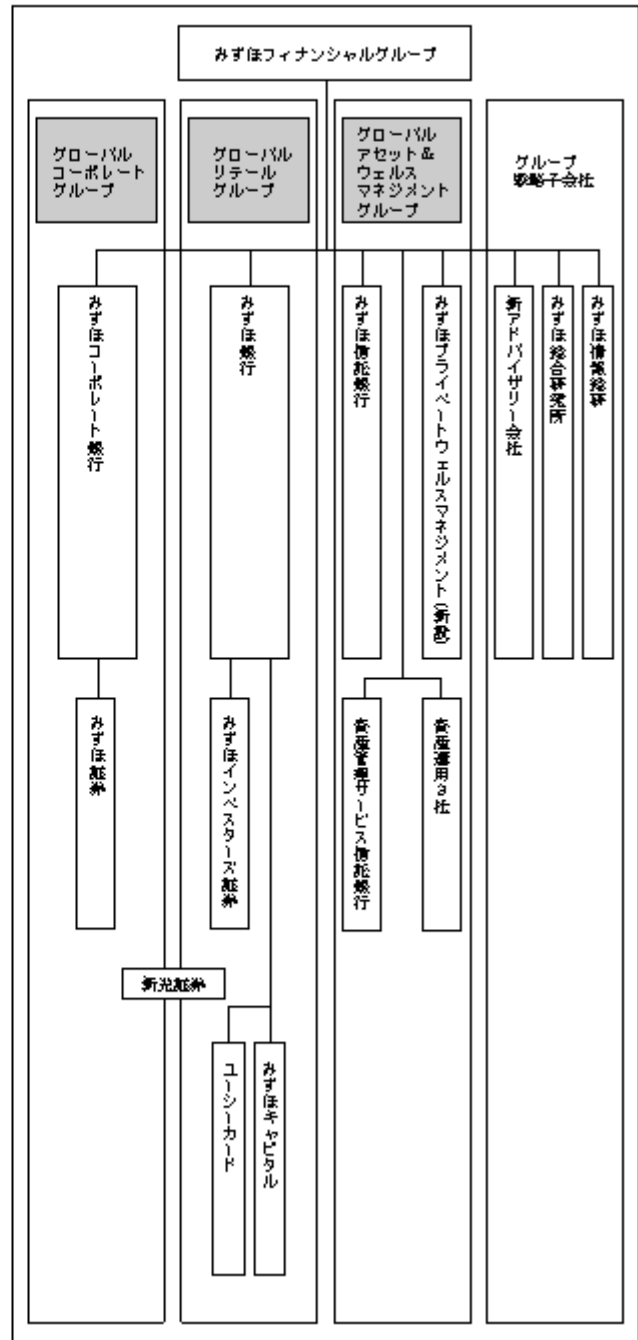 みずほフィナンシャルグループ
グローバル
コーポレート
グループ
グローバル
リテール
グループ
グローバル
アセット＆
ウェルス
マネジメント
グループ
グループ
戦略子会社
みずほコーポレート銀行
みずほ銀行
みずほ信託銀行
みずほプライベートウェルスマネジメント(新設)
新アドバイザリー会社
みずほ総合研究所
みずほ情報総研
みずほ証券
みずほインベスターズ証券
資産管理サービス信託銀行
資産運用3社
新光証券
ユーシーカード
みずほキャピタル